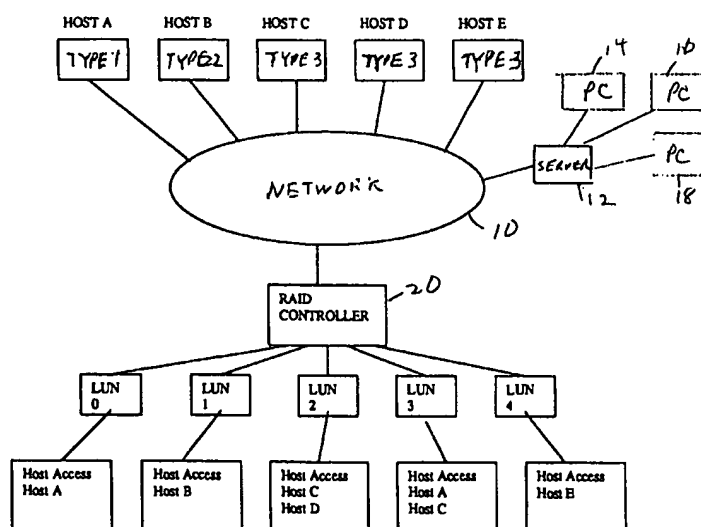 HOST A HOST B HOST C HOST D HOST E
TYPE 1 TYPE 2 TYPE 3 TYPE 3 TYPE 3
14 16
PC PC
SERVER PC
12 18
NETWORK
10
20
RAID
CONTROLLER
LUN LUN LUN LUN LUN
0 1 2 3 4
Host Access Host Access Host Access Host Access Host Access
Host A Host B Host C Host A Host E
Host D Host C